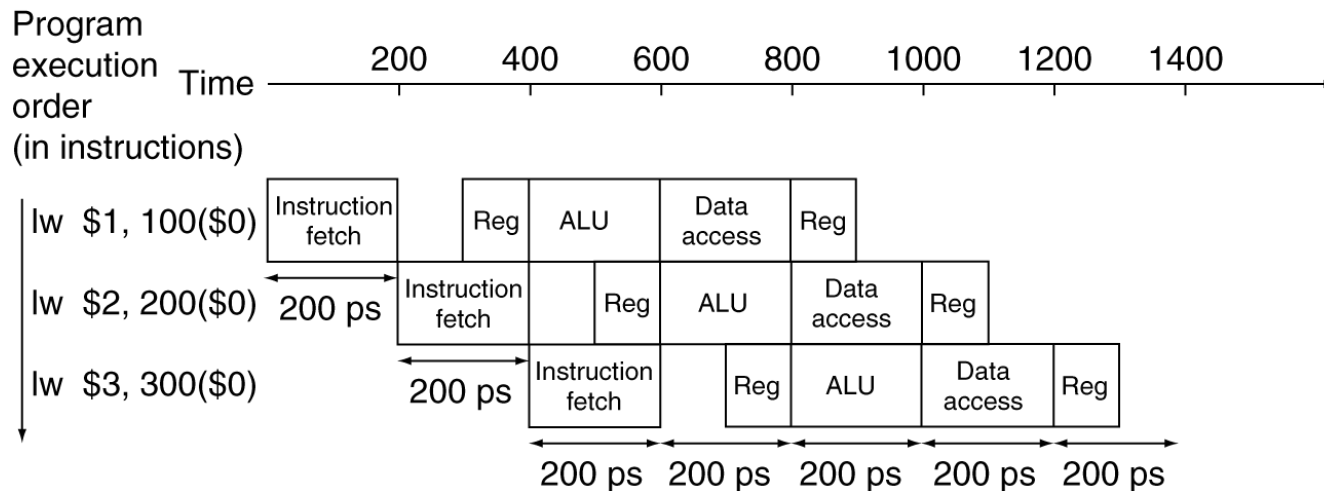 Program
execution
order
(in instructions)
Time
200 400 600 800 1000 1200 1400
lw $1, 100($0)
Instruction
fetch
Reg
ALU
Data
access
Reg
200 ps
lw $2, 200($0)
Instruction
fetch
Reg
ALU
Data
access
Reg
200 ps
lw $3, 300($0)
Instruction
fetch
Reg
ALU
Data
access
Reg
200 ps 200 ps 200 ps 200 ps 200 ps